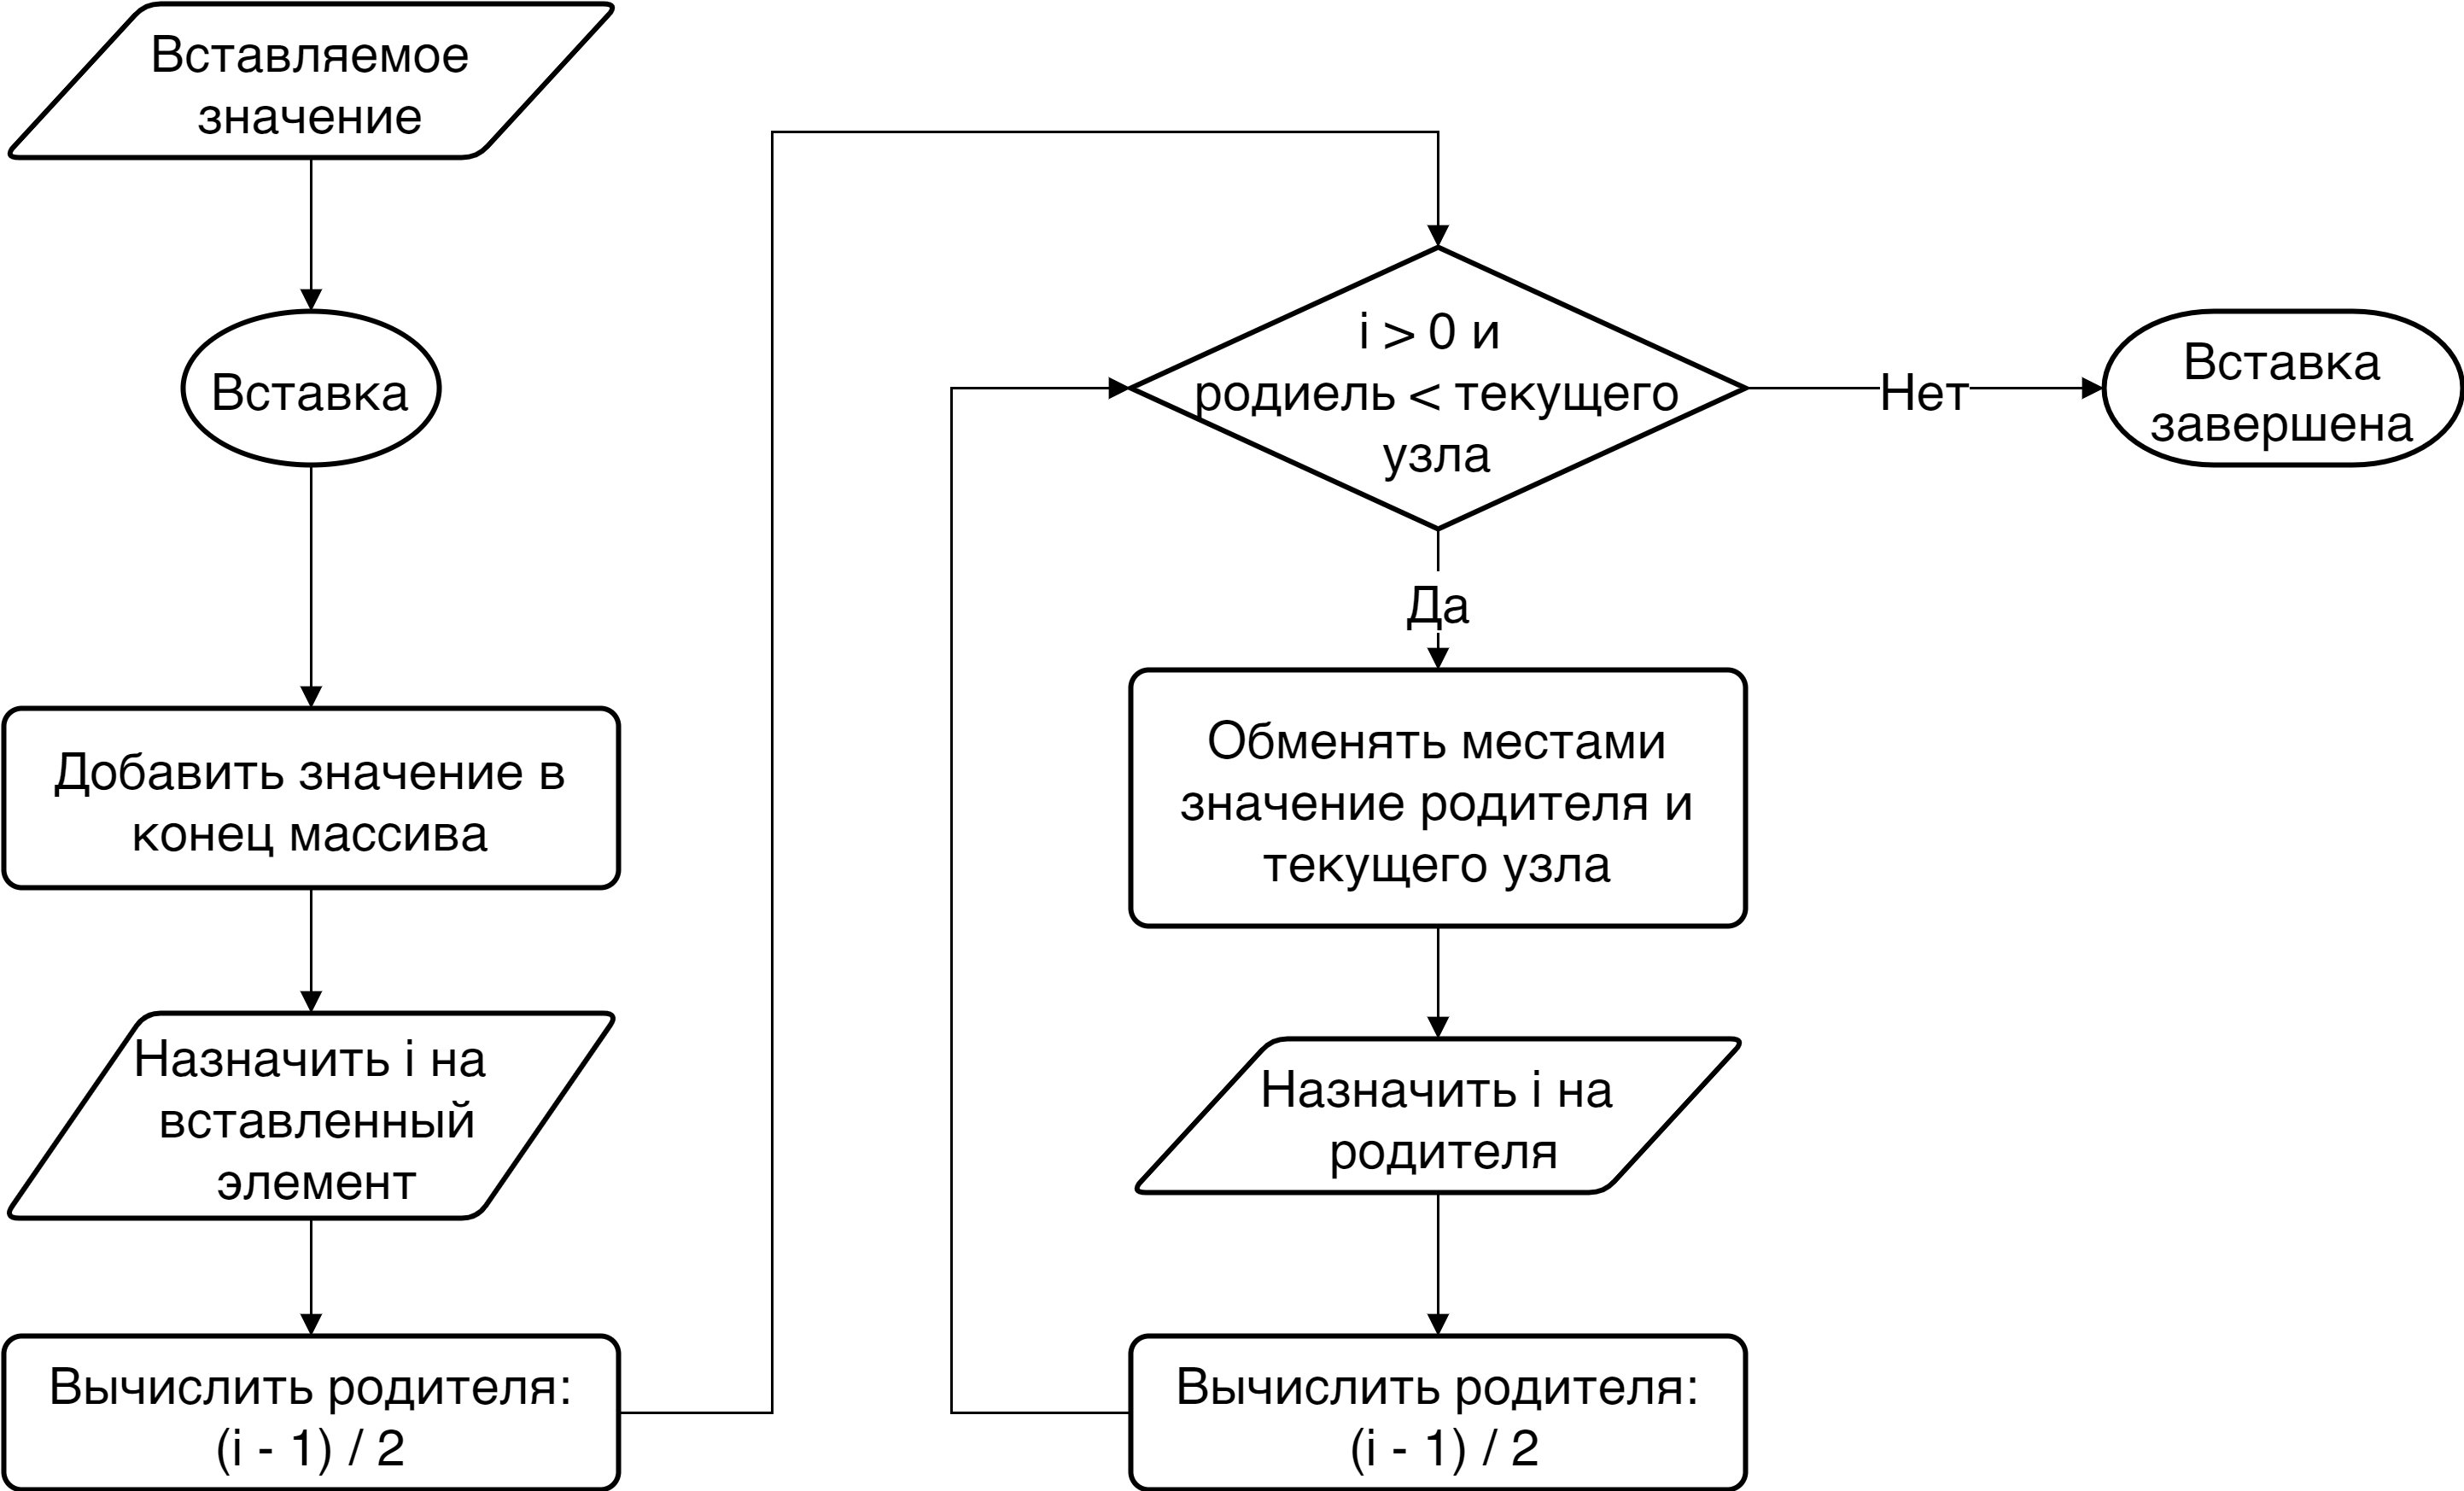 Вставляемое
значение
Вставка
Добавить значение в
конец массива
Назначить i на
вставленный
элемент
Вычислить родителя:
(i - 1) / 2
i > 0 и
родиель < текущего
узла
Да
Обменять местами
значение родителя и
текущего узла
Назначить i на
родителя
Вычислить родителя:
(i - 1) / 2
Нет
Вставка
завершена